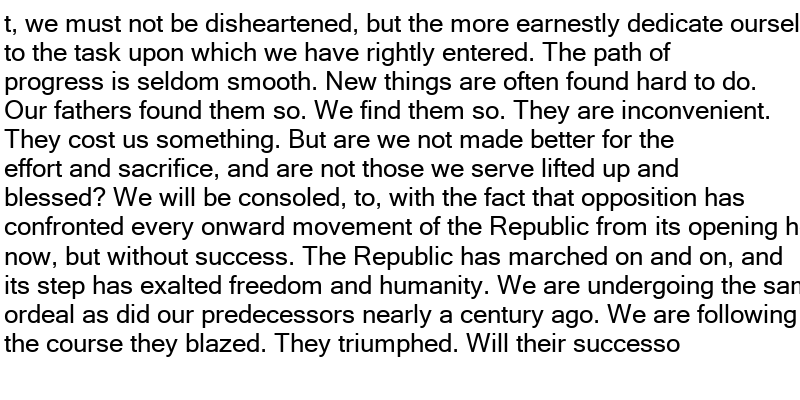 t, we must not be disheartened, but the more earnestly dedicate oursel
to the task upon which we have rightly entered. The path of
progress is seldom smooth. New things are often found hard to do.
Our fathers found them so. We find them so. They are inconvenient.
They cost us something. But are we not made better for the
effort and sacrifice, and are not those we serve lifted up and
blessed? We will be consoled, to, with the fact that opposition has
confronted every onward movement of the Republic from its opening h
now, but without success. The Republic has marched on and on, and
its step has exalted freedom and humanity. We are undergoing the sam
ordeal as did our predecessors nearly a century ago. We are following
the course they blazed. They triumphed. Will their successo